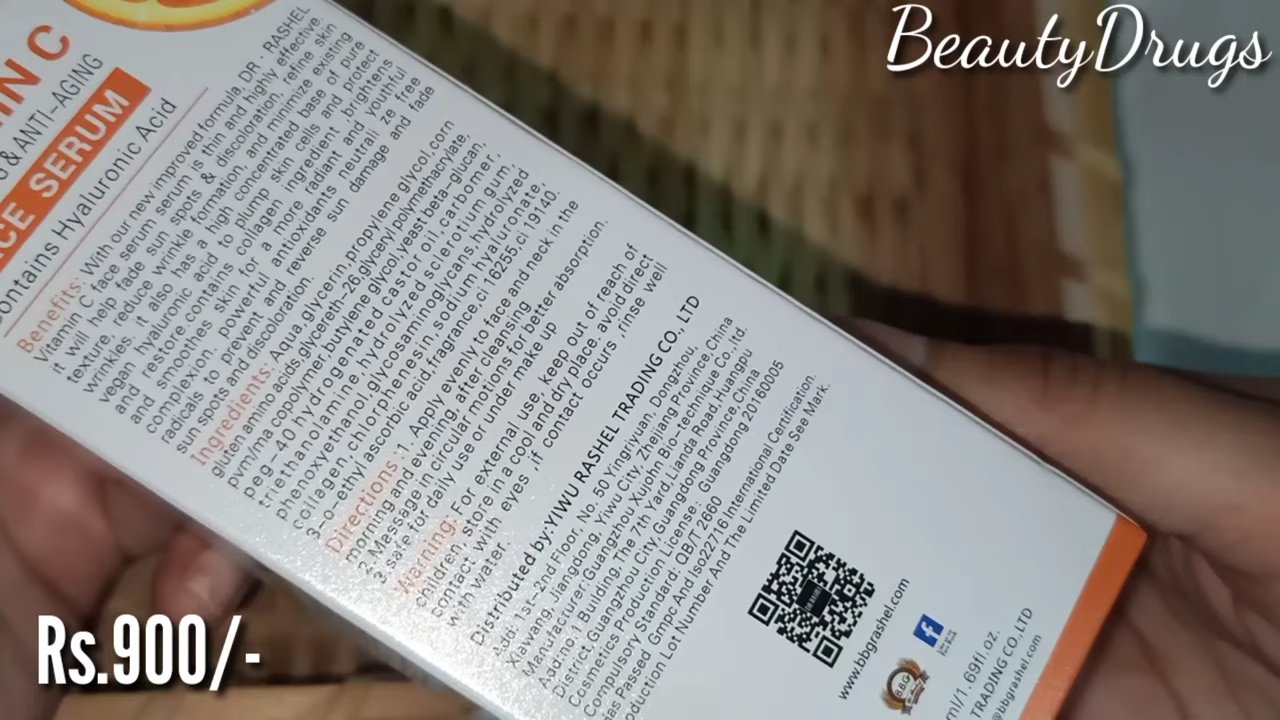 BeautyDrugs
IN C
& ANTI-AGING
CE SERUM
ontains Hyaluronic Acid
Benefits: With our new improved formula, DR RASHEL
Vitamin C face serum, serum is thin and highly effective.
it will help fade sun spots & discoloration, refine skin
texture, reduce wrinkle formation, and minimize existing
wrinkles. it also has a high concentrated base of pure
vegan hyaluronic acid to plump skin cells and protect
and restore.contains collagen ingredient brightens
and smoothes skin for a more radiant and youthful
complexion. powerful antioxidants neutrali ze free
radicals to prevent and reverse sun damage and fade
sun spots and discoloration.
Ingredients: Aqua,glycerin,propylene glycol,corn
gluten amino acids,glycereth-26,glyceryl polymethacrylate,
pvm/ma copolymer,butylene glycol,yeast beta-glucan,
peg-40 hydrogenated castor oil,carbomer,
tri-ethanolamine,hydrolyzed sclerotium gum,
phenoxyethanol,glycosaminoglycans,hydrolyzed
collagen,chlorphenesin,sodium hyaluronate,
3-o-ethyl ascorbic acid,fragrance,ci 16255,ci 19140.
Directions :1. Apply evenly to face and neck in the
morning and evening, after cleansing
2.Massage in circular motions for better absorption.
3.safe for daily use or under make up
Warning: For external use, keep out of reach of
children, store in a cool and dry place, avoid direct
contact with eyes ,if contact occurs , rinse well
with water
Distributed by:YIWU RASHEL TRADING CO., LTD
Add: 1st-2nd Floor, No. 50 Yingriyuan, Dongzhou,
Xiawang, Jiangdong, Yiwu City, Zhejiang Province,China
Manufacturer:Guangzhou Xujohn Bio-technique Co.,ltd.
Adding:1, Building,The 7th Yard,Lianda Road,Huangpu
District,Guangzhou City,Guangdong Province,China
Cosmetics Production License: Guangdong 20160005
Compulsory Standard: QB/T 2660
as Passed Gmpc And Iso22716 International Certification.
oduction Lot Number And The Limited Date See Mark.
www.bbgrashel.com
B.B.G
ml/1.69fl. oz.
TRADING CO.,LTD
@bbgrashel.com
Rs.900/-